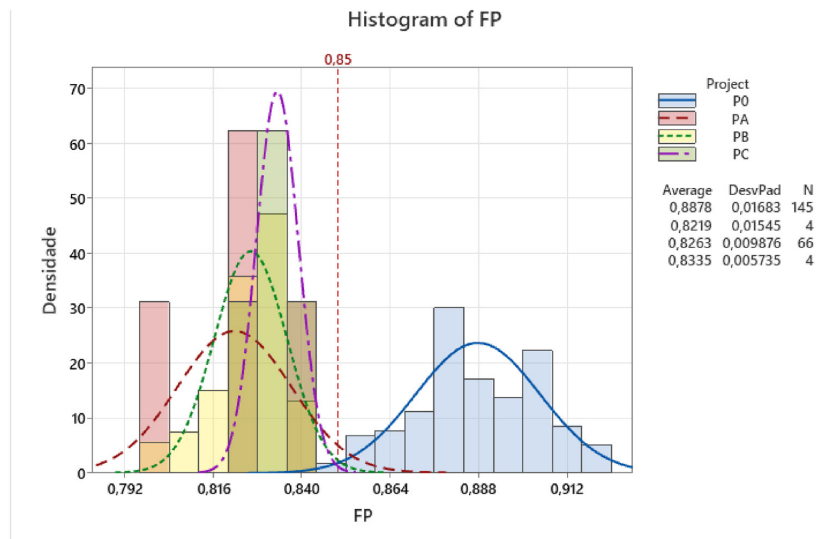 Histogram of FP
0,85
70
60
50
40
30
20
10
0
Densidade
0,792 0,816 0,840 0,864 0,888 0,912
FP
Project
P0
PA
PB
PC
Average DesvPad N
0,8878 0,01683 145
0,8219 0,01545 4
0,8263 0,009876 66
0,8335 0,005735 4